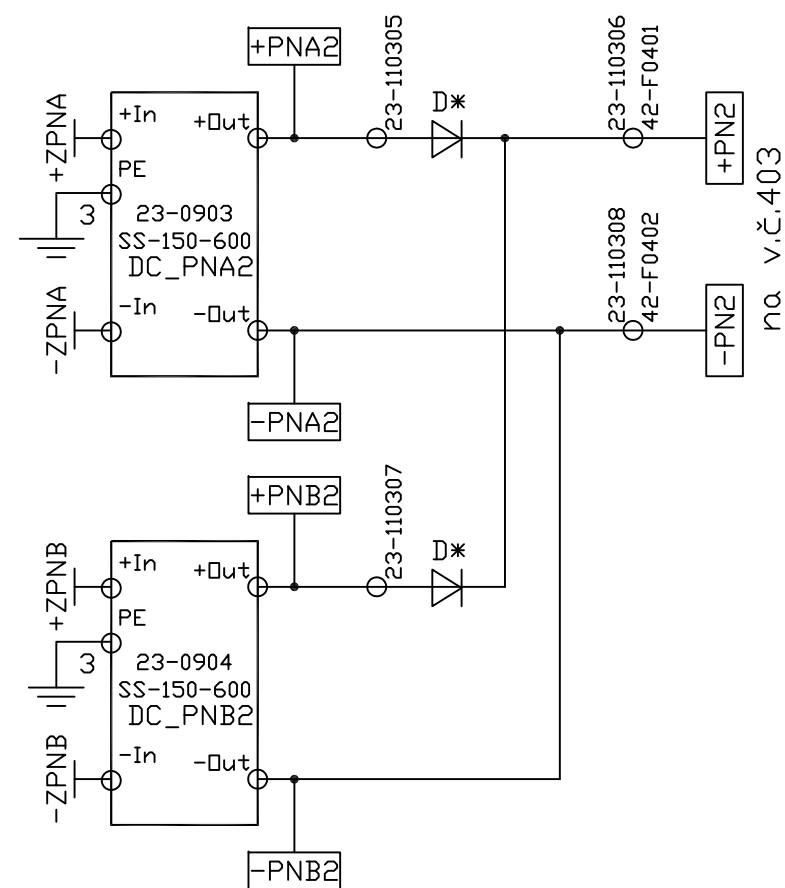 +PNA2
23-110305
23-110306
42-F0401
D*
+ZPNA
+In
+Out
+PN2
PE
3
23-0903
SS-150-600
DC_PNA2
na v.č.403
23-110308
42-F0402
-ZPNA
-In
-Out
-PN2
-PNA2
+PNB2
23-110307
D*
+ZPNB
+In
+Out
PE
3
23-0904
SS-150-600
DC_PNB2
-ZPNB
-In
-Out
-PNB2